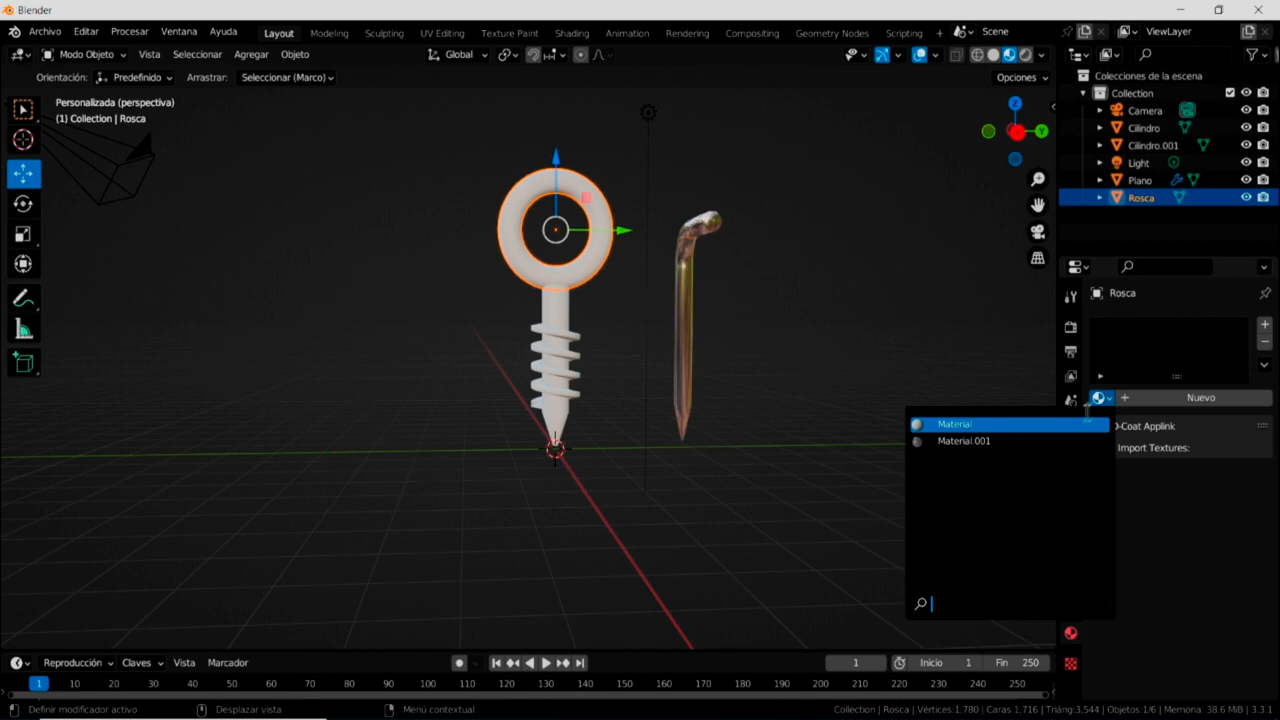 Blender
Archivo Editar Procesar Ventana Ayuda Layout Modeling Sculpting UV Editing Texture Paint Shading Animation Rendering Compositing Geometry Nodes Scripting + Scene ViewLayer
Modo Objeto Vista Seleccionar Agregar Objeto Global
Orientación: Predefinido Arrastrar: Seleccionar (Marco) Opciones
Personalizada (perspectiva)
(1) Collection | Rosca
Z
Y
Colecciones de la escena
Collection
Camera
Cilindro
Cilindro.001
Light
Plano
Rosca
Rosca
Nuevo
Material
Material.001
D-Coat Applink
Import Textures:
Reproducción Claves Vista Marcador 1 Inicio 1 Fin 250
1 10 20 30 40 50 60 70 80 90 100 110 120 130 140 150 160 170 180 190 200 210 220 230 240 250
Definir modificador activo Desplazar vista Menú contextual Collection | Rosca | Vértices:1,780 | Caras:1,716 | Triáng:3,544 | Objetos:1/6 | Memoria: 38.6 MiB | 3.3.1